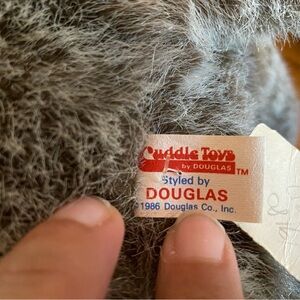 Cuddle Toys
by DOUGLAS TM
Styled by
DOUGLAS
1986 Douglas Co., Inc.